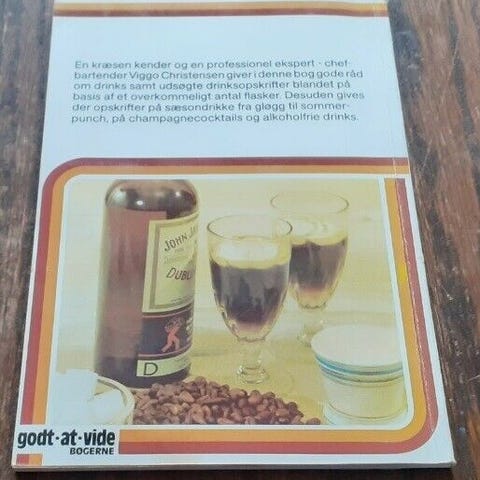 En kræsen kender og en professionel ekspert - chef-
bartender Viggo Christensen giver i denne bog gode råd
om drinks samt udsøgte drinksopskrifter blandet på
basis af et overkommeligt antal flasker. Desuden gives
der opskrifter på sæsondrikke fra gløgg til sommer-
punch, på champagnecocktails og alkoholfrie drinks.
JOHN
D
godt·at·vide
BØGERNE